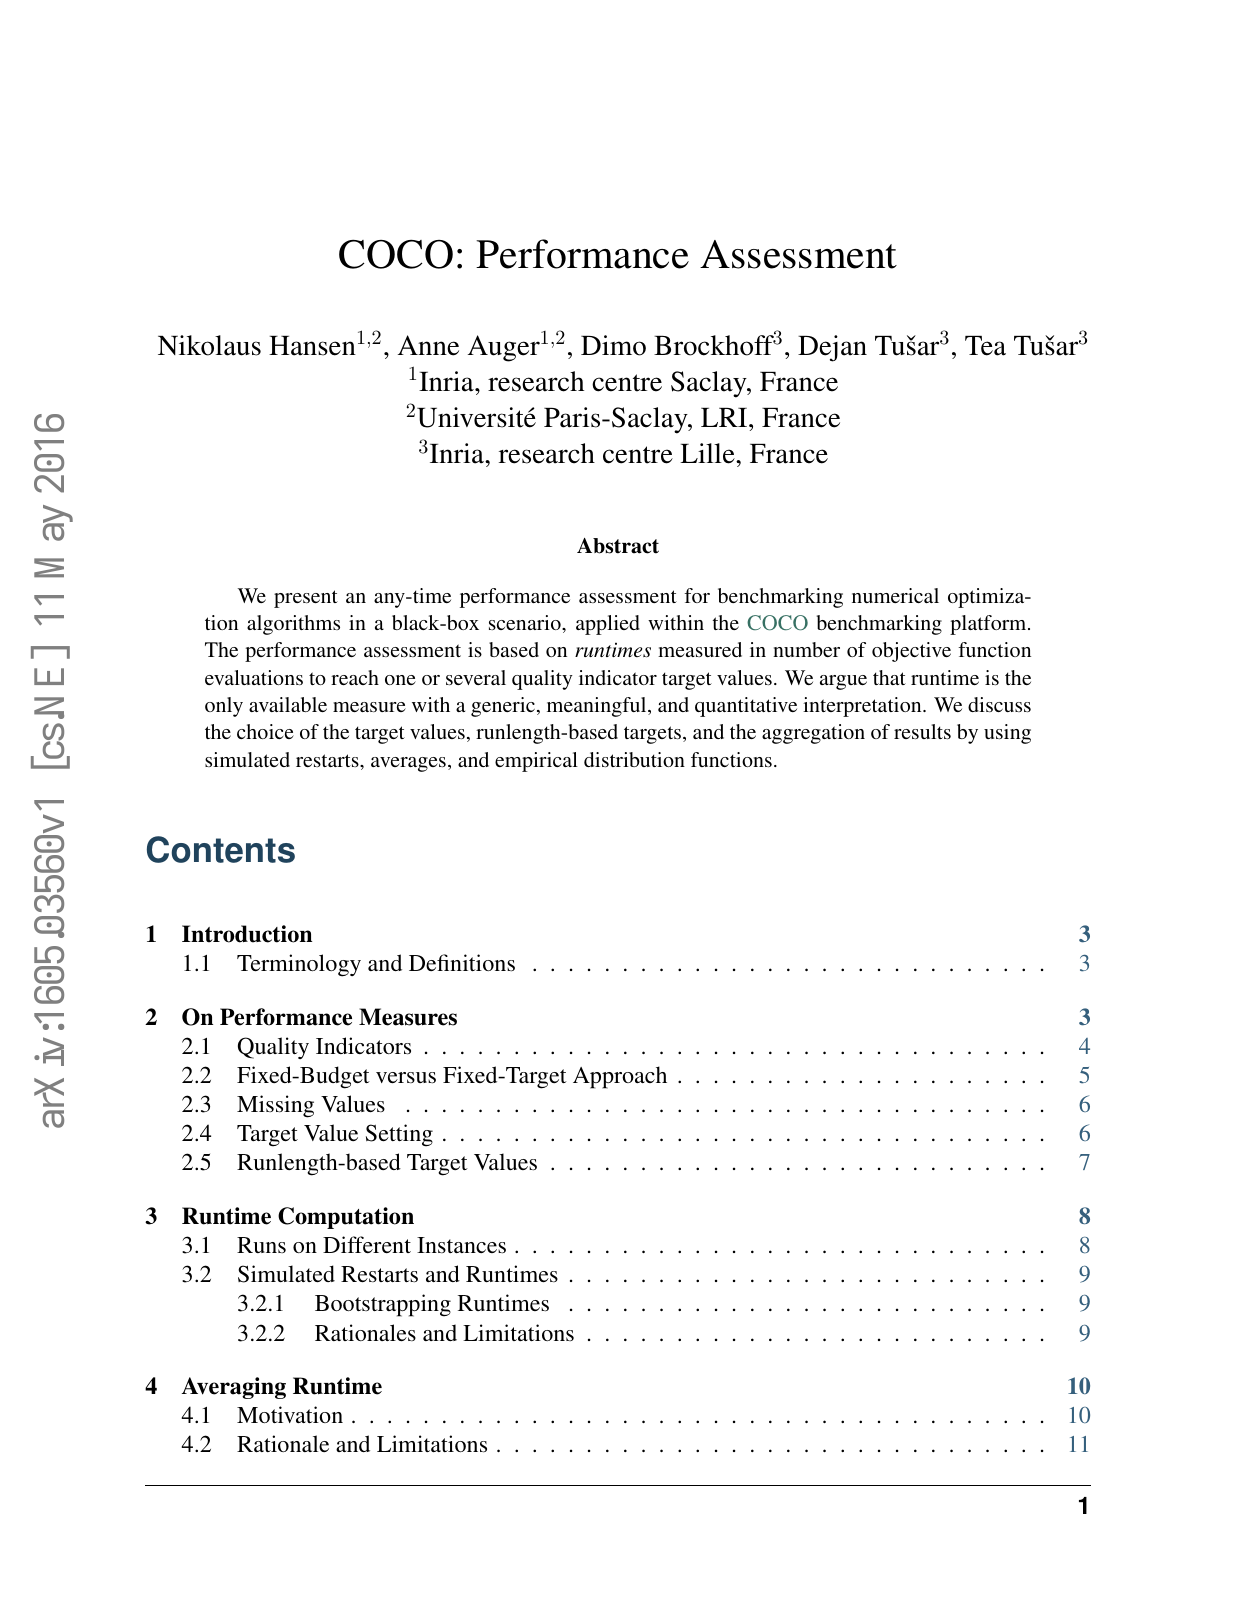 COCO: Performance Assessment
Nikolaus Hansen1,2, Anne Auger1,2, Dimo Brockhoff3, Dejan Tušar3, Tea Tušar3
1Inria, research centre Saclay, France
2Université Paris-Saclay, LRI, France
3Inria, research centre Lille, France
Abstract
We present an any-time performance assessment for benchmarking numerical optimiza-
tion algorithms in a black-box scenario, applied within the COCO benchmarking platform.
The performance assessment is based on runtimes measured in number of objective function
evaluations to reach one or several quality indicator target values. We argue that runtime is the
only available measure with a generic, meaningful, and quantitative interpretation. We discuss
the choice of the target values, runlength-based targets, and the aggregation of results by using
simulated restarts, averages, and empirical distribution functions.
Contents
1 Introduction 3
1.1 Terminology and Definitions . . . . . . . . . . . . . . . . . . . . . . . . . . . . . 3
2 On Performance Measures 3
2.1 Quality Indicators . . . . . . . . . . . . . . . . . . . . . . . . . . . . . . . . . . . 4
2.2 Fixed-Budget versus Fixed-Target Approach . . . . . . . . . . . . . . . . . . . . . 5
2.3 Missing Values . . . . . . . . . . . . . . . . . . . . . . . . . . . . . . . . . . . . 6
2.4 Target Value Setting . . . . . . . . . . . . . . . . . . . . . . . . . . . . . . . . . . 6
2.5 Runlength-based Target Values . . . . . . . . . . . . . . . . . . . . . . . . . . . . 7
3 Runtime Computation 8
3.1 Runs on Different Instances . . . . . . . . . . . . . . . . . . . . . . . . . . . . . . 8
3.2 Simulated Restarts and Runtimes . . . . . . . . . . . . . . . . . . . . . . . . . . . 9
3.2.1 Bootstrapping Runtimes . . . . . . . . . . . . . . . . . . . . . . . . . . . 9
3.2.2 Rationales and Limitations . . . . . . . . . . . . . . . . . . . . . . . . . . 9
4 Averaging Runtime 10
4.1 Motivation . . . . . . . . . . . . . . . . . . . . . . . . . . . . . . . . . . . . . . . 10
4.2 Rationale and Limitations . . . . . . . . . . . . . . . . . . . . . . . . . . . . . . . 11
1
arXiv:1605.03560v1 [cs.NE] 11 May 2016